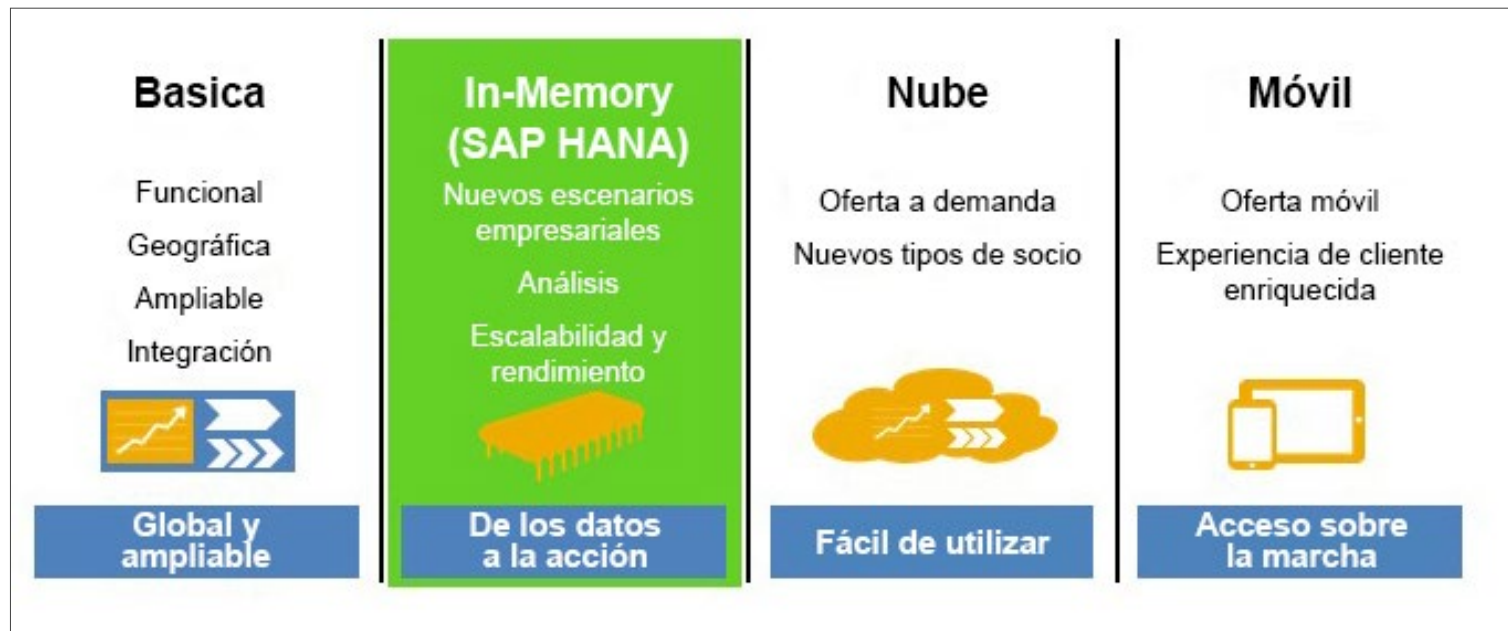 Basica
Funcional
Geográfica
Ampliable
Integración
Global y
ampliable
In-Memory
(SAP HANA)
Nuevos escenarios
empresariales
Análisis
Escalabilidad y
rendimiento
De los datos
a la acción
Nube
Oferta a demanda
Nuevos tipos de socio
Fácil de utilizar
Móvil
Oferta móvil
Experiencia de cliente
enriquecida
Acceso sobre
la marcha